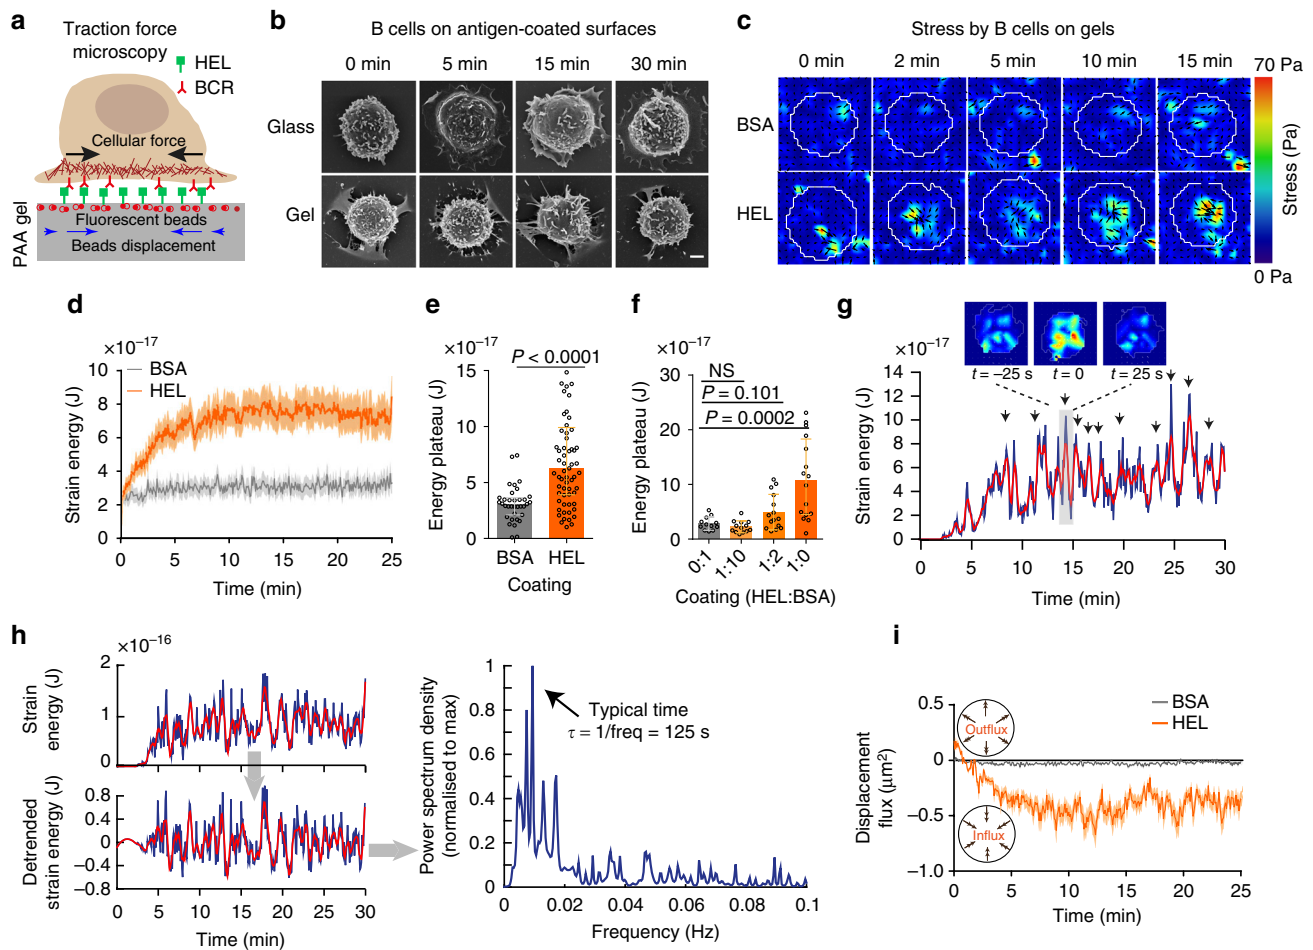 a
Traction force
microscopy
HEL
BCR
Cellular force
Fluorescent beads
Beads displacement
PAA gel
b
B cells on antigen-coated surfaces
0 min 5 min 15 min 30 min
Glass
Gel
c
Stress by B cells on gels
0 min 2 min 5 min 10 min 15 min
BSA
HEL
70 Pa
Stress (Pa)
0 Pa
d
×10⁻¹⁷
BSA
HEL
Strain energy (J)
10
8
6
4
2
0
0 5 10 15 20 25
Time (min)
e
×10⁻¹⁷
P < 0.0001
Energy plateau (J)
15
10
5
0
BSA HEL
Coating
f
×10⁻¹⁷
NS
P = 0.101
P = 0.0002
Energy plateau (J)
30
20
10
0
0:1 1:10 1:2 1:0
Coating (HEL:BSA)
g
×10⁻¹⁷
t = −25 s t = 0 t = 25 s
Strain energy (J)
14
12
10
8
6
4
2
0
0 5 10 15 20 25 30
Time (min)
h
×10⁻¹⁶
Strain
energy (J)
2
1
0
0 5 10 15 20 25 30
Detrended
strain energy (J)
0.8
0.4
0
−0.4
−0.8
0 5 10 15 20 25 30
Time (min)
Power spectrum density
(normalised to max)
1
0.8
0.6
0.4
0.2
0
Typical time
τ = 1/freq = 125 s
0.02 0.04 0.06 0.08 0.1
Frequency (Hz)
i
BSA
HEL
Displacement
flux (μm²)
0.5
0
−0.5
−1.0
Outflux
Influx
0 5 10 15 20 25
Time (min)